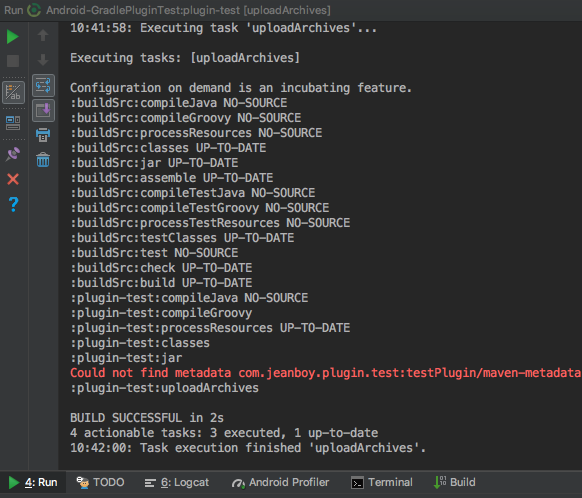 Run Android-GradlePluginTest:plugin-test [uploadArchives]
10:41:58: Executing task 'uploadArchives'...
Executing tasks: [uploadArchives]
Configuration on demand is an incubating feature.
:buildSrc:compileJava NO-SOURCE
:buildSrc:compileGroovy NO-SOURCE
:buildSrc:processResources NO-SOURCE
:buildSrc:classes UP-TO-DATE
:buildSrc:jar UP-TO-DATE
:buildSrc:assemble UP-TO-DATE
:buildSrc:compileTestJava NO-SOURCE
:buildSrc:compileTestGroovy NO-SOURCE
:buildSrc:processTestResources NO-SOURCE
:buildSrc:testClasses UP-TO-DATE
:buildSrc:test NO-SOURCE
:buildSrc:check UP-TO-DATE
:buildSrc:build UP-TO-DATE
:plugin-test:compileJava NO-SOURCE
:plugin-test:compileGroovy
:plugin-test:processResources UP-TO-DATE
:plugin-test:classes
:plugin-test:jar
Could not find metadata com.jeanboy.plugin.test:testPlugin/maven-metadata
:plugin-test:uploadArchives
BUILD SUCCESSFUL in 2s
4 actionable tasks: 3 executed, 1 up-to-date
10:42:00: Task execution finished 'uploadArchives'.
4: Run TODO 6: Logcat Android Profiler Terminal Build